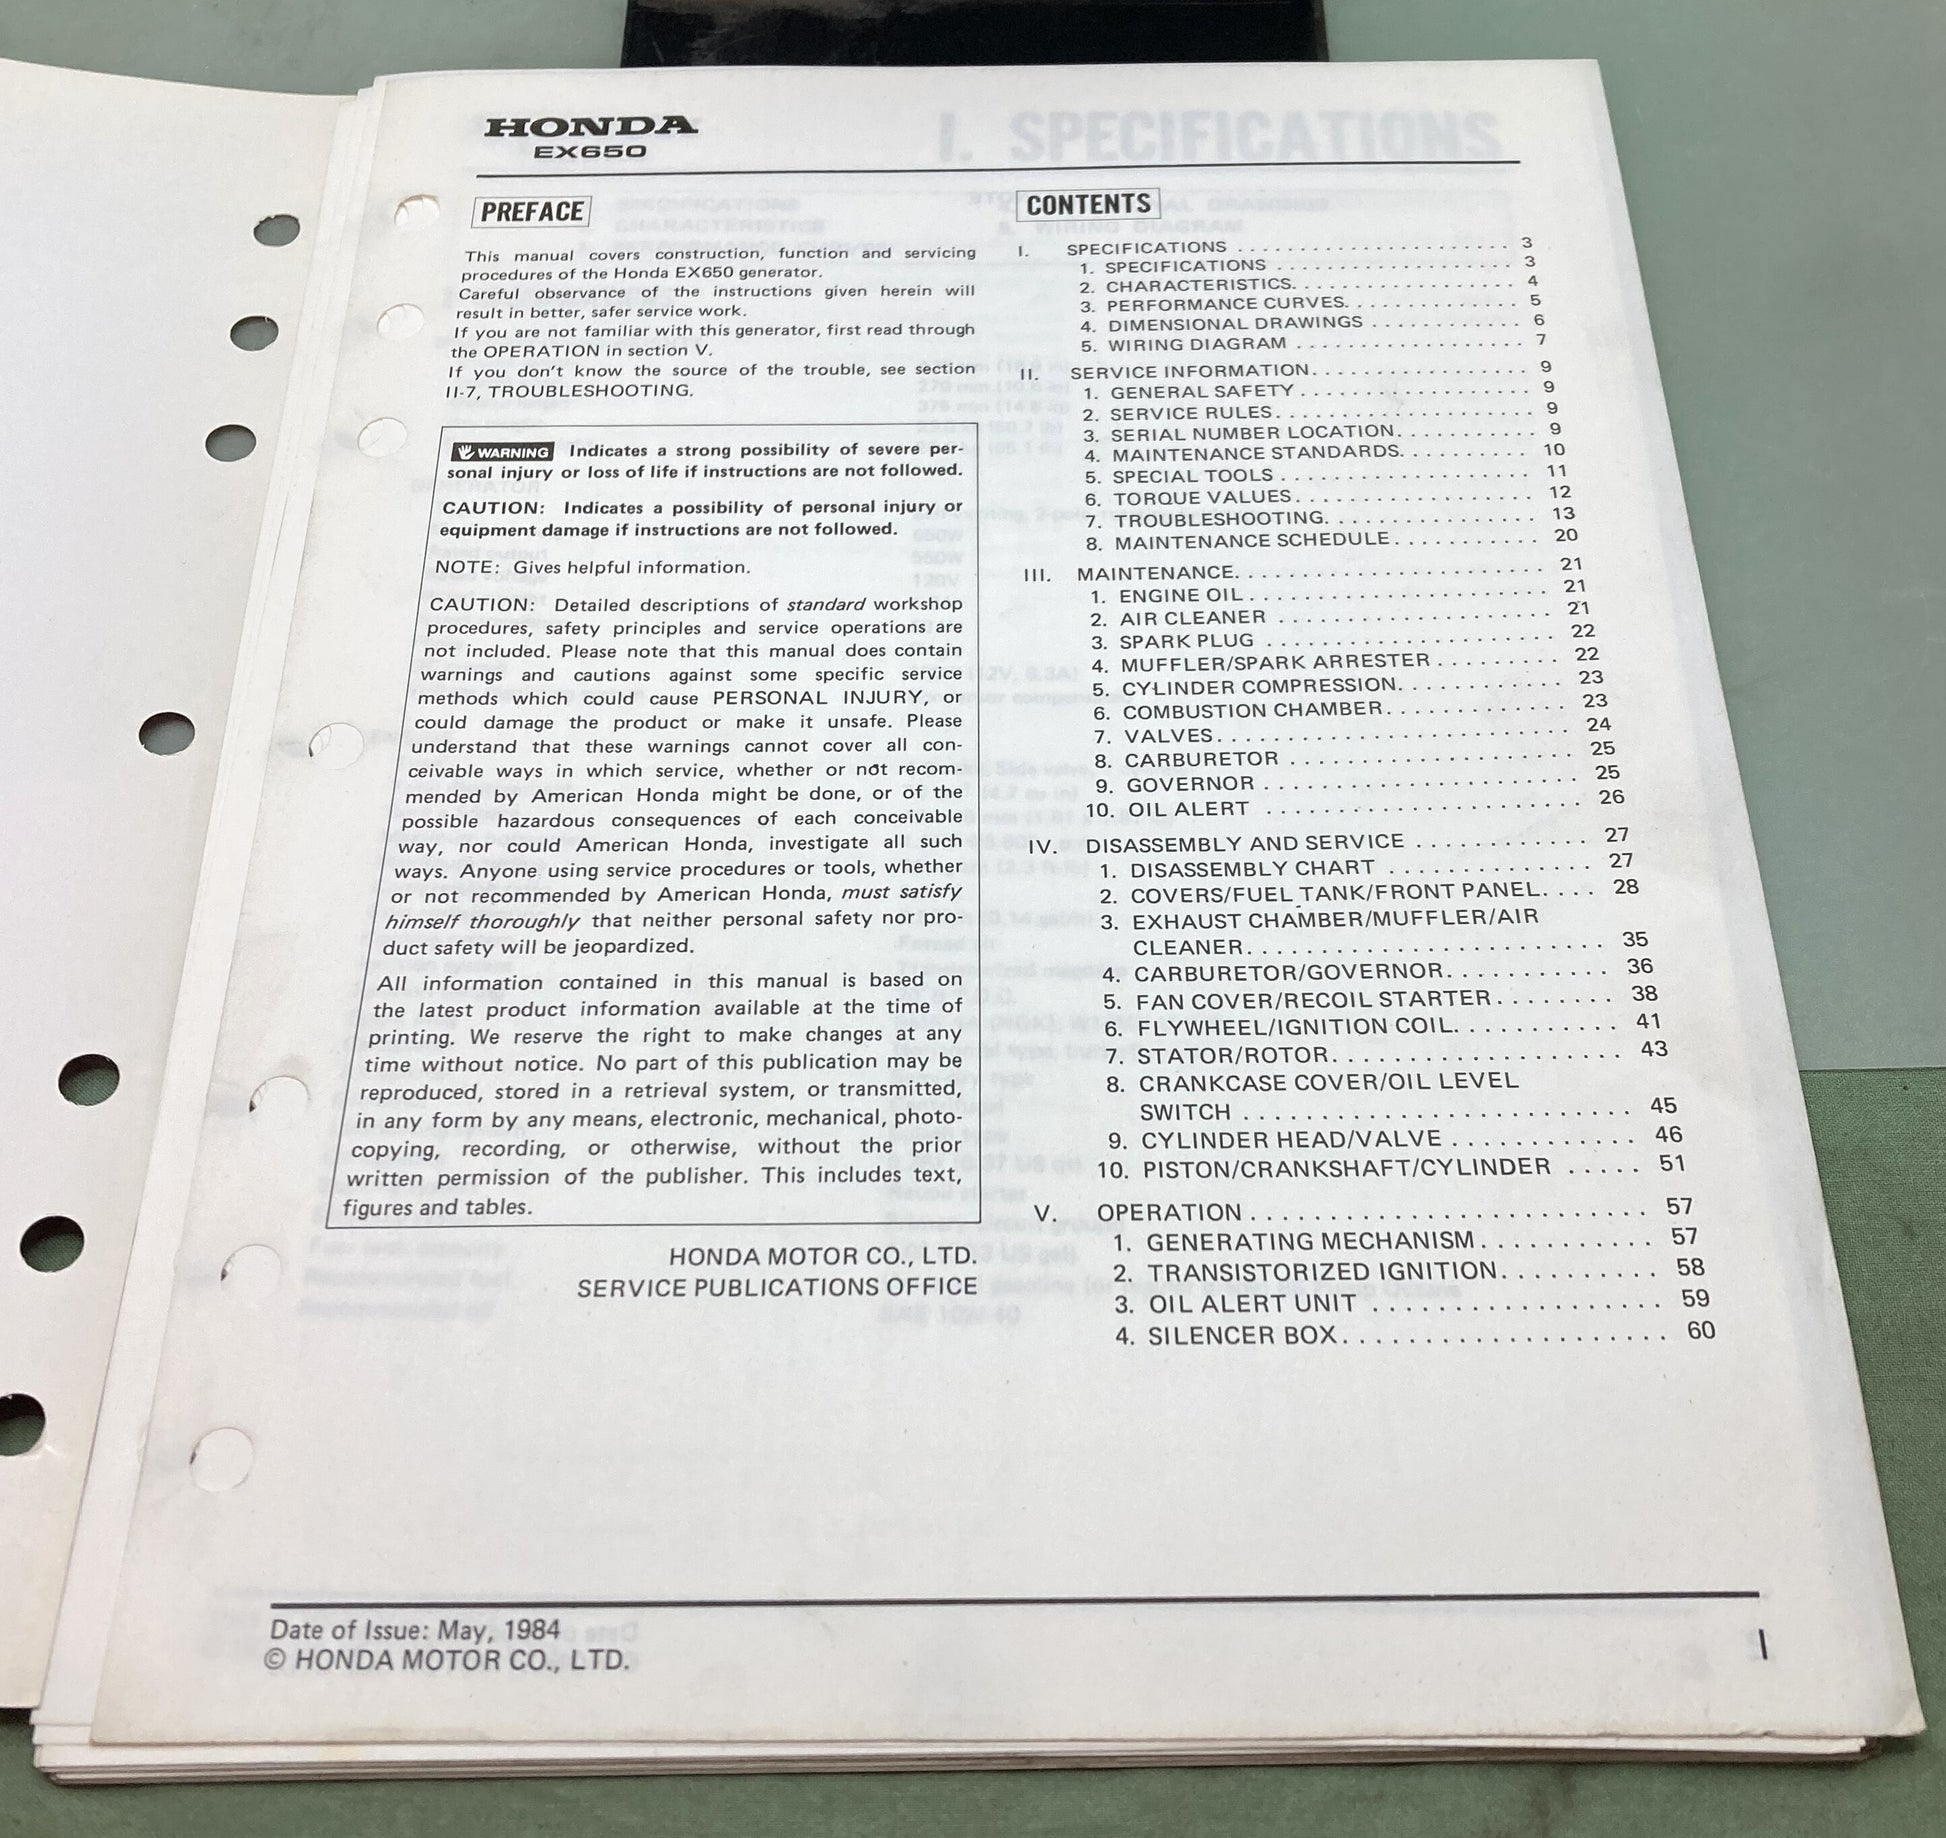 HONDA
EX650
PREFACE
This manual covers construction, function and servicing
procedures of the Honda EX650 generator.
Careful observance of the instructions given herein will
result in better, safer service work.
If you are not familiar with this generator, first read through
the OPERATION in section V.
If you don't know the source of the trouble, see section
II-7, TROUBLESHOOTING.
WARNING Indicates a strong possibility of severe per-
sonal injury or loss of life if instructions are not followed.
CAUTION: Indicates a possibility of personal injury or
equipment damage if instructions are not followed.
NOTE: Gives helpful information.
CAUTION: Detailed descriptions of standard workshop
procedures, safety principles and service operations are
not included. Please note that this manual does contain
warnings and cautions against some specific service
methods which could cause PERSONAL INJURY, or
could damage the product or make it unsafe. Please
understand that these warnings cannot cover all con-
ceivable ways in which service, whether or not recom-
mended by American Honda might be done, or of the
possible hazardous consequences of each conceivable
way, nor could American Honda, investigate all such
ways. Anyone using service procedures or tools, whether
or not recommended by American Honda, must satisfy
himself thoroughly that neither personal safety nor pro-
duct safety will be jeopardized.
All information contained in this manual is based on
the latest product information available at the time of
printing. We reserve the right to make changes at any
time without notice. No part of this publication may be
reproduced, stored in a retrieval system, or transmitted,
in any form by any means, electronic, mechanical, photo-
copying, recording, or otherwise, without the prior
written permission of the publisher. This includes text,
figures and tables.
HONDA MOTOR CO., LTD.
SERVICE PUBLICATIONS OFFICE
CONTENTS
I. SPECIFICATIONS . . . . . . . . . . 3
1. SPECIFICATIONS . . . . . . . . . . 3
2. CHARACTERISTICS. . . . . . . . . . 4
3. PERFORMANCE CURVES. . . . . . . . . . 5
4. DIMENSIONAL DRAWINGS . . . . . . . . . . 6
5. WIRING DIAGRAM . . . . . . . . . . 7
II. SERVICE INFORMATION. . . . . . . . . . 9
1. GENERAL SAFETY . . . . . . . . . . 9
2. SERVICE RULES. . . . . . . . . . 9
3. SERIAL NUMBER LOCATION. . . . . . . . . . 9
4. MAINTENANCE STANDARDS. . . . . . . . . . 10
5. SPECIAL TOOLS . . . . . . . . . . 11
6. TORQUE VALUES. . . . . . . . . . 12
7. TROUBLESHOOTING. . . . . . . . . . 13
8. MAINTENANCE SCHEDULE. . . . . . . . . . 20
III. MAINTENANCE. . . . . . . . . . 21
1. ENGINE OIL . . . . . . . . . . 21
2. AIR CLEANER . . . . . . . . . . 21
3. SPARK PLUG . . . . . . . . . . 22
4. MUFFLER/SPARK ARRESTER . . . . . . . . . 22
5. CYLINDER COMPRESSION. . . . . . . . . . 23
6. COMBUSTION CHAMBER. . . . . . . . . . 23
7. VALVES. . . . . . . . . . 24
8. CARBURETOR . . . . . . . . . . 25
9. GOVERNOR . . . . . . . . . . 25
10. OIL ALERT . . . . . . . . . . 26
IV. DISASSEMBLY AND SERVICE . . . . . . . . . . 27
1. DISASSEMBLY CHART . . . . . . . . . . 27
2. COVERS/FUEL TANK/FRONT PANEL. . . . 28
3. EXHAUST CHAMBER/MUFFLER/AIR
CLEANER. . . . . . . . . . 35
4. CARBURETOR/GOVERNOR. . . . . . . . . . 36
5. FAN COVER/RECOIL STARTER. . . . . . . . 38
6. FLYWHEEL/IGNITION COIL. . . . . . . . . . 41
7. STATOR/ROTOR. . . . . . . . . . 43
8. CRANKCASE COVER/OIL LEVEL
SWITCH . . . . . . . . . . 45
9. CYLINDER HEAD/VALVE . . . . . . . . . . 46
10. PISTON/CRANKSHAFT/CYLINDER . . . . . 51
V. OPERATION . . . . . . . . . . 57
1. GENERATING MECHANISM . . . . . . . . . . 57
2. TRANSISTORIZED IGNITION. . . . . . . . . . 58
3. OIL ALERT UNIT . . . . . . . . . . 59
4. SILENCER BOX. . . . . . . . . . 60
Date of Issue: May, 1984
© HONDA MOTOR CO., LTD.
1